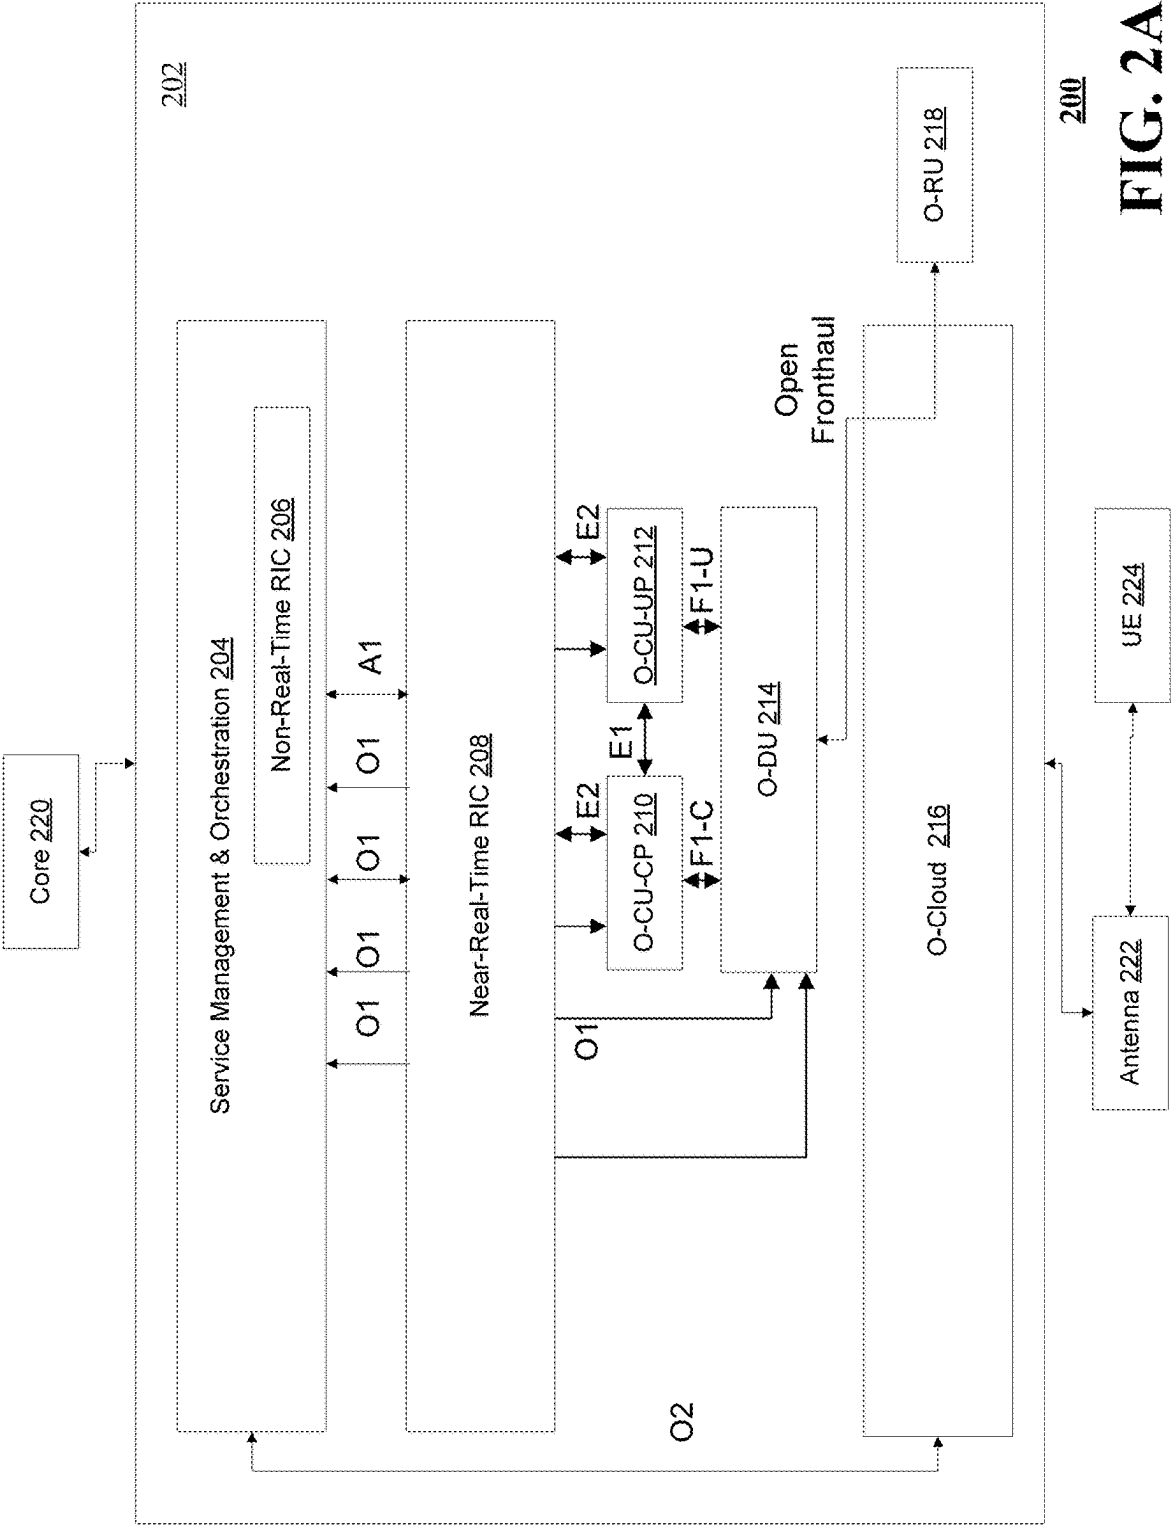 Core 220
202
Service Management & Orchestration 204
Non-Real-Time RIC 206
O1
O1
O1
O1
A1
Near-Real-Time RIC 208
O1
E2
E2
O-CU-CP 210
E1
O-CU-UP 212
F1-C
F1-U
O-DU 214
Open
Fronthaul
O2
O-Cloud 216
O-RU 218
Antenna 222
UE 224
200
FIG. 2A